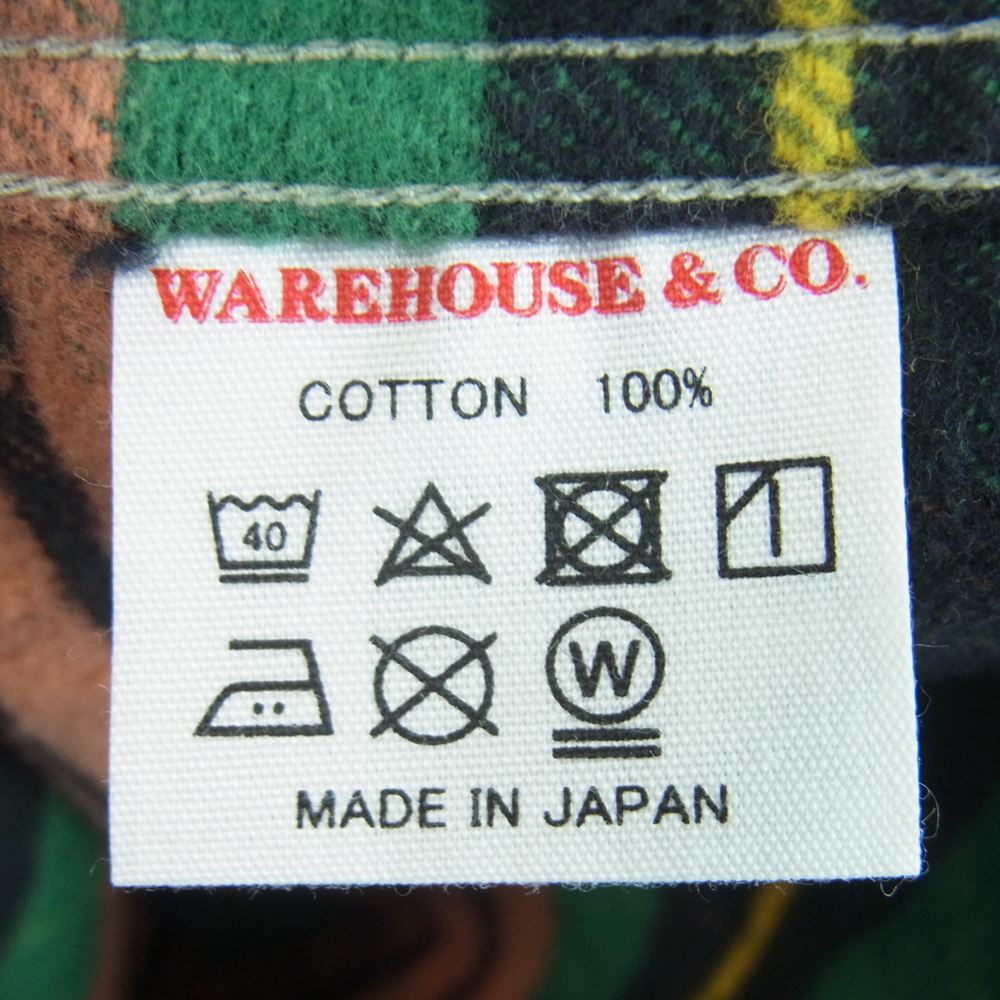 WAREHOUSE & CO.
COTTON 100%
40
W
MADE IN JAPAN